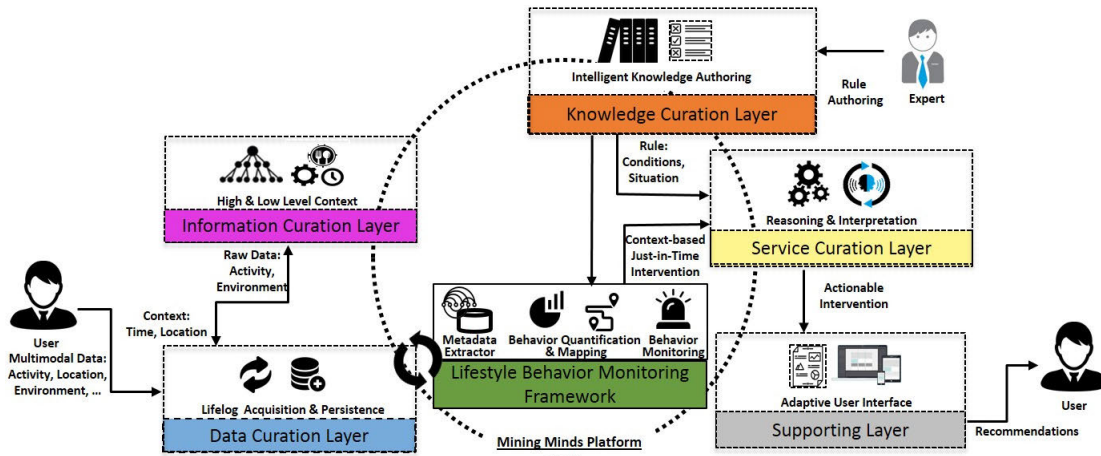 Intelligent Knowledge Authoring
Knowledge Curation Layer
Rule
Authoring
Expert
High & Low Level Context
Information Curation Layer
Rule:
Conditions,
Situation
Reasoning & Interpretation
Service Curation Layer
Raw Data:
Activity,
Environment
Context-based
Just-in-Time
Intervention
Actionable
Intervention
Context:
Time, Location
User
Multimodal Data:
Activity, Location,
Environment, ...
Metadata
Extractor
Behavior Quantification
& Mapping
Behavior
Monitoring
Lifestyle Behavior Monitoring
Framework
Lifelog Acquisition & Persistence
Data Curation Layer
Adaptive User Interface
Supporting Layer
User
Recommendations
Mining Minds Platform